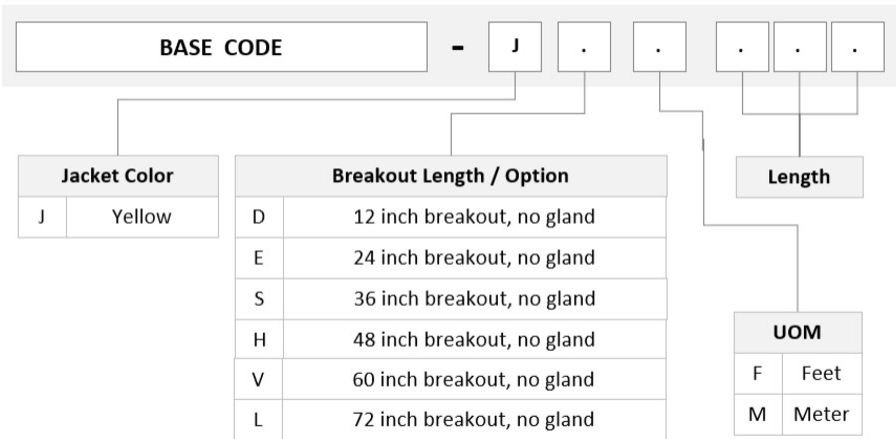 BASE CODE - J . . . . .
Jacket Color
J Yellow
Breakout Length / Option
D 12 inch breakout, no gland
E 24 inch breakout, no gland
S 36 inch breakout, no gland
H 48 inch breakout, no gland
V 60 inch breakout, no gland
L 72 inch breakout, no gland
Length
UOM
F Feet
M Meter